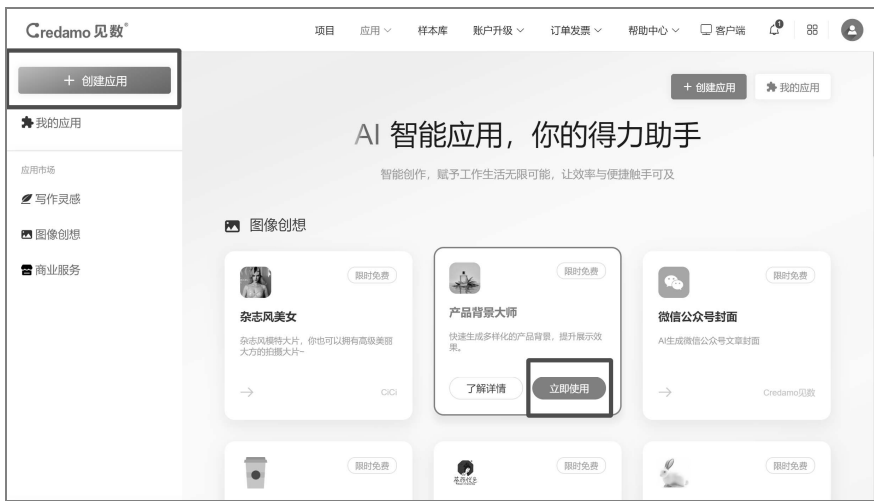 Credamo 见数®
项目 应用 样本库 账户升级 订单发票 帮助中心 客户端
+ 创建应用
我的应用
应用市场
写作灵感
图像创想
商业服务
+ 创建应用 我的应用
AI 智能应用，你的得力助手
智能创作，赋予工作生活无限可能，让效率与便捷触手可及
图像创想
限时免费
杂志风美女
杂志风模特大片，你也可以拥有高级美丽
大方的拍摄大片~
CiCi
限时免费
产品背景大师
快速生成多样化的产品背景，提升展示效
果。
了解详情 立即使用
限时免费
微信公众号封面
AI生成微信公众号文章封面
Credamo见数
限时免费
限时免费
限时免费